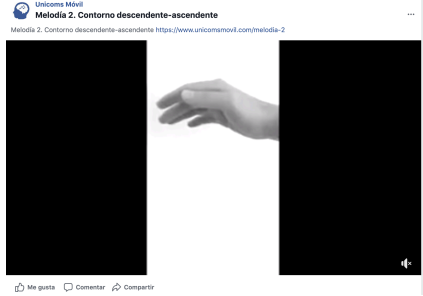 Unicoms Móvil
Melodía 2. Contorno descendente-ascendente
Melodía 2. Contorno descendente-ascendente https://www.unicomsmovil.com/melodía-2
Me gusta Comentar Compartir